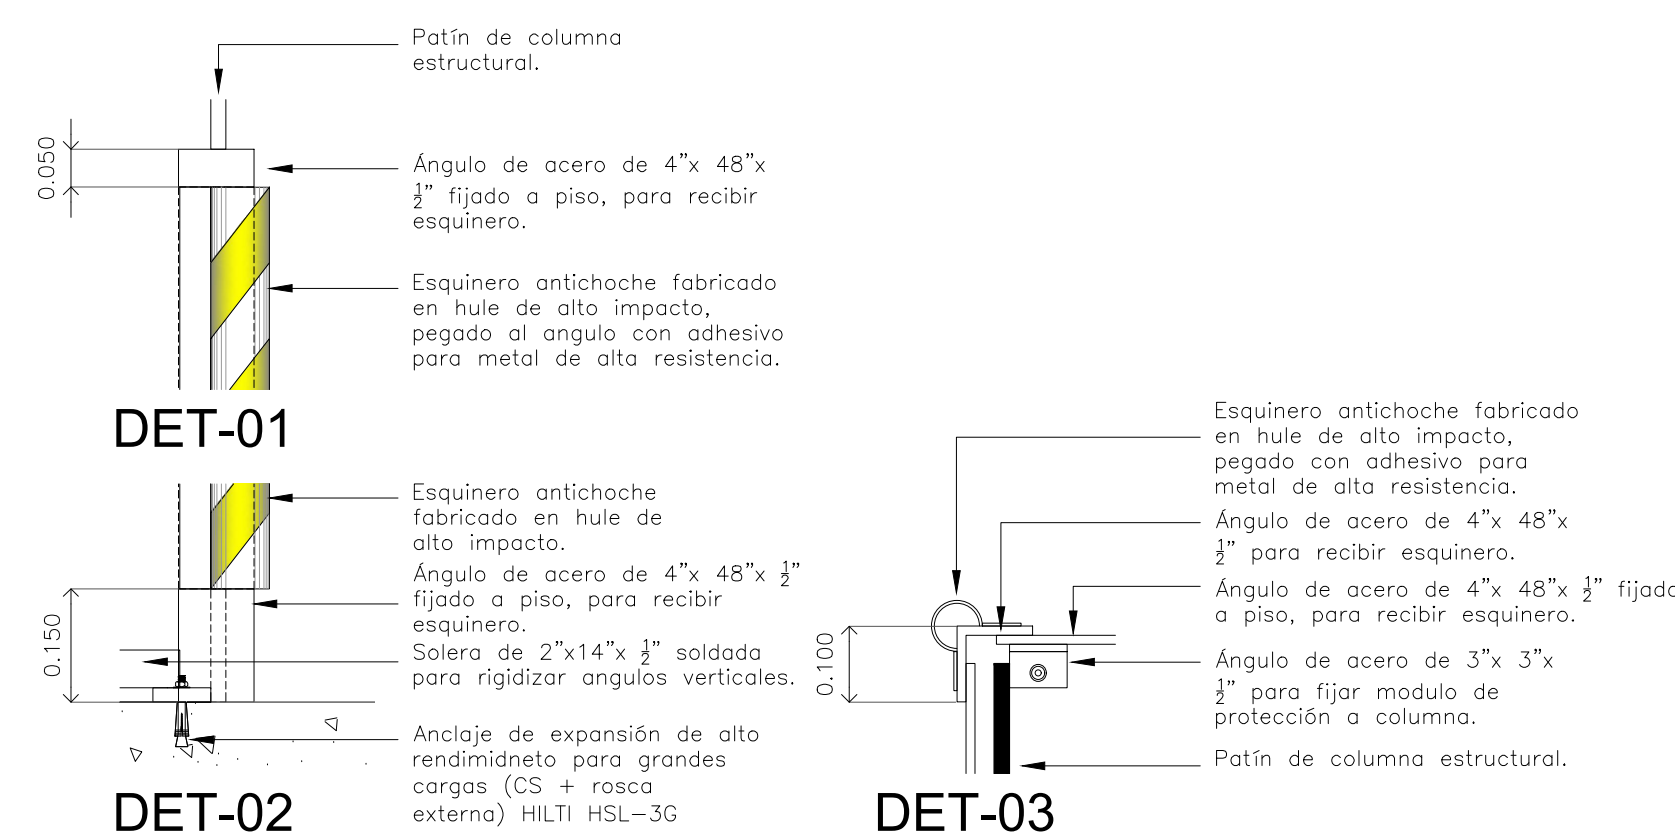 Patín de columna
estructural.
0.050
Ángulo de acero de 4”x 48”x
½” fijado a piso, para recibir
esquinero.
Esquinero antichoche fabricado
en hule de alto impacto,
pegado al angulo con adhesivo
para metal de alta resistencia.
DET-01
Esquinero antichoche
fabricado en hule de
alto impacto.
Ángulo de acero de 4”x 48”x ½”
fijado a piso, para recibir
esquinero.
0.150
Solera de 2”x14”x ½” soldada
para rigidizar angulos verticales.
Anclaje de expansión de alto
rendimidneto para grandes
cargas (CS + rosca
externa) HILTI HSL-3G
DET-02
Esquinero antichoche fabricado
en hule de alto impacto,
pegado con adhesivo para
metal de alta resistencia.
Ángulo de acero de 4”x 48”x
½” para recibir esquinero.
Ángulo de acero de 4”x 48”x ½” fijado
a piso, para recibir esquinero.
0.100
Ángulo de acero de 3”x 3”x
½” para fijar modulo de
protección a columna.
Patín de columna estructural.
DET-03